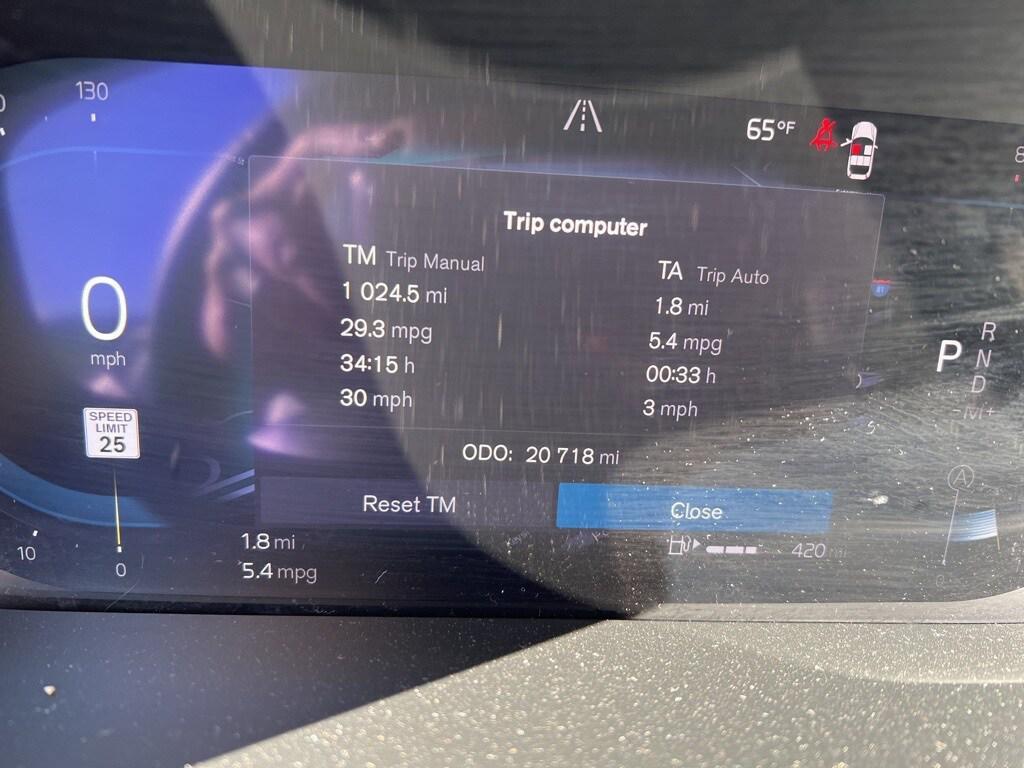 130
65°F
Trip computer
TM Trip Manual
1 024.5 mi
29.3 mpg
34:15 h
30 mph
TA Trip Auto
1.8 mi
5.4 mpg
00:33 h
3 mph
ODO: 20 718 mi
Reset TM
Close
0
mph
SPEED
LIMIT
25
10
0
1.8 mi
5.4 mpg
420
81
P
R
N
D
M+
A